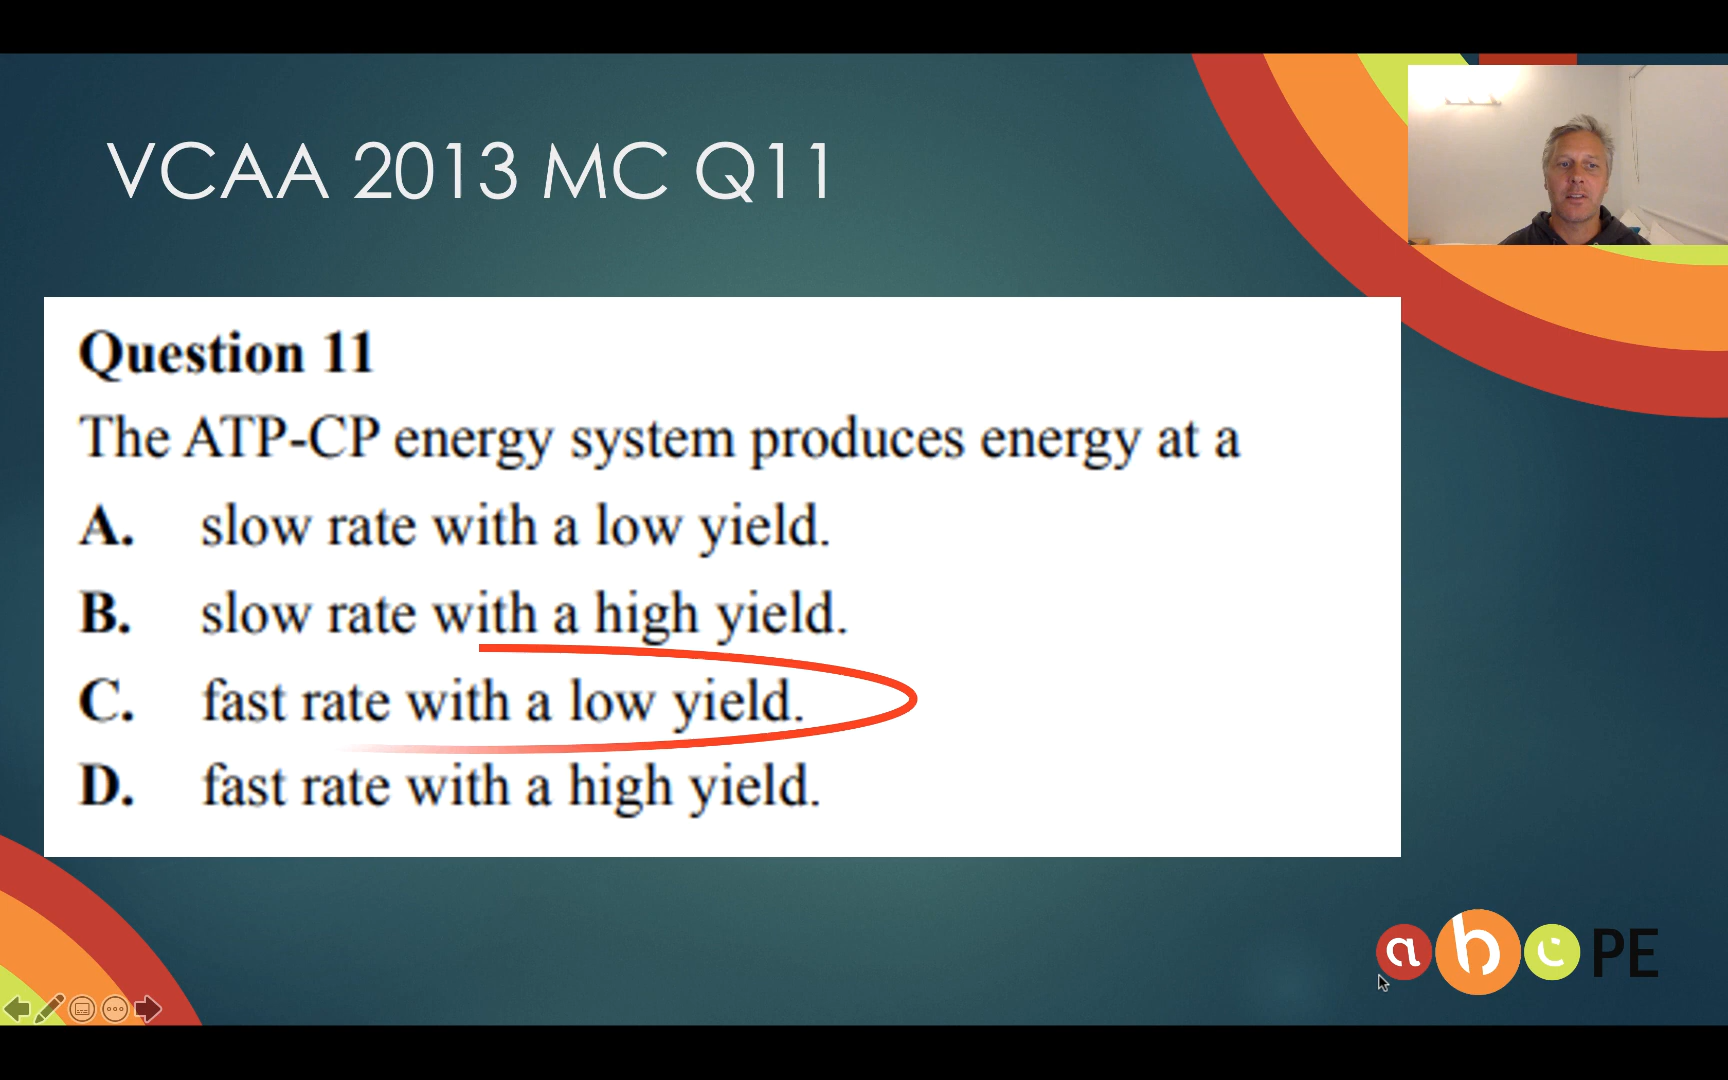 VCAA 2013 MC Q11
Question 11
The ATP-CP energy system produces energy at a
A. slow rate with a low yield.
B. slow rate with a high yield.
C. fast rate with a low yield.
D. fast rate with a high yield.
a b c PE